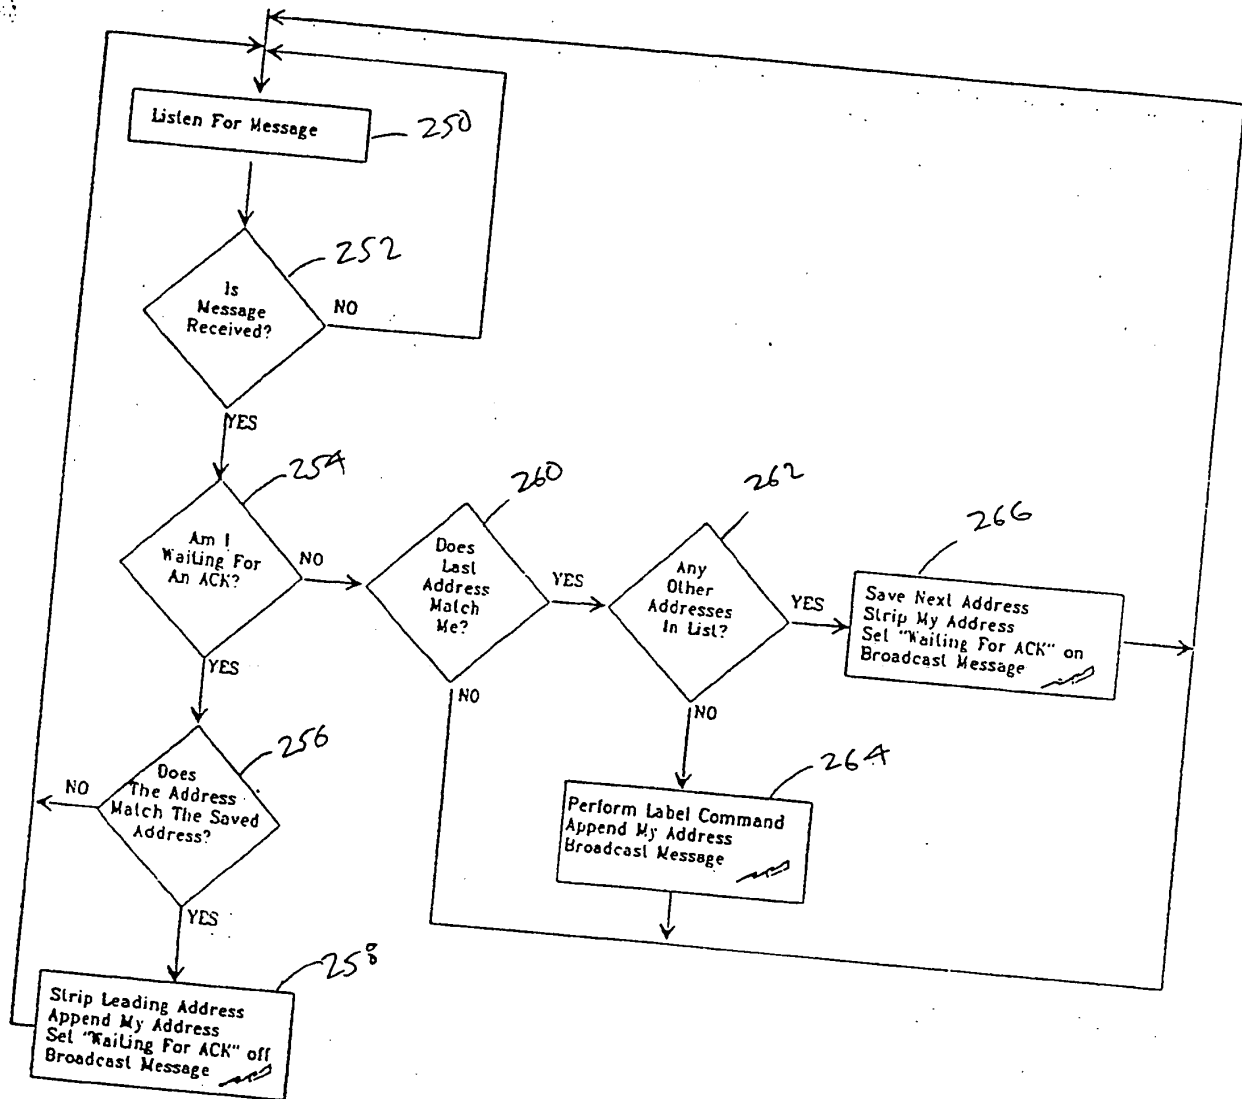 Listen For Message
250
252
Is
Message
Received?
NO
YES
254
Am I
Waiting For
An ACK?
NO
260
Does
Last
Address
Match
Me?
YES
NO
262
Any
Other
Addresses
In List?
YES
NO
266
Save Next Address
Strip My Address
Set "Waiting For ACK" on
Broadcast Message
YES
256
Does
The Address
Match The Saved
Address?
NO
YES
264
Perform Label Command
Append My Address
Broadcast Message
258
Strip Leading Address
Append My Address
Set "Waiting For ACK" off
Broadcast Message